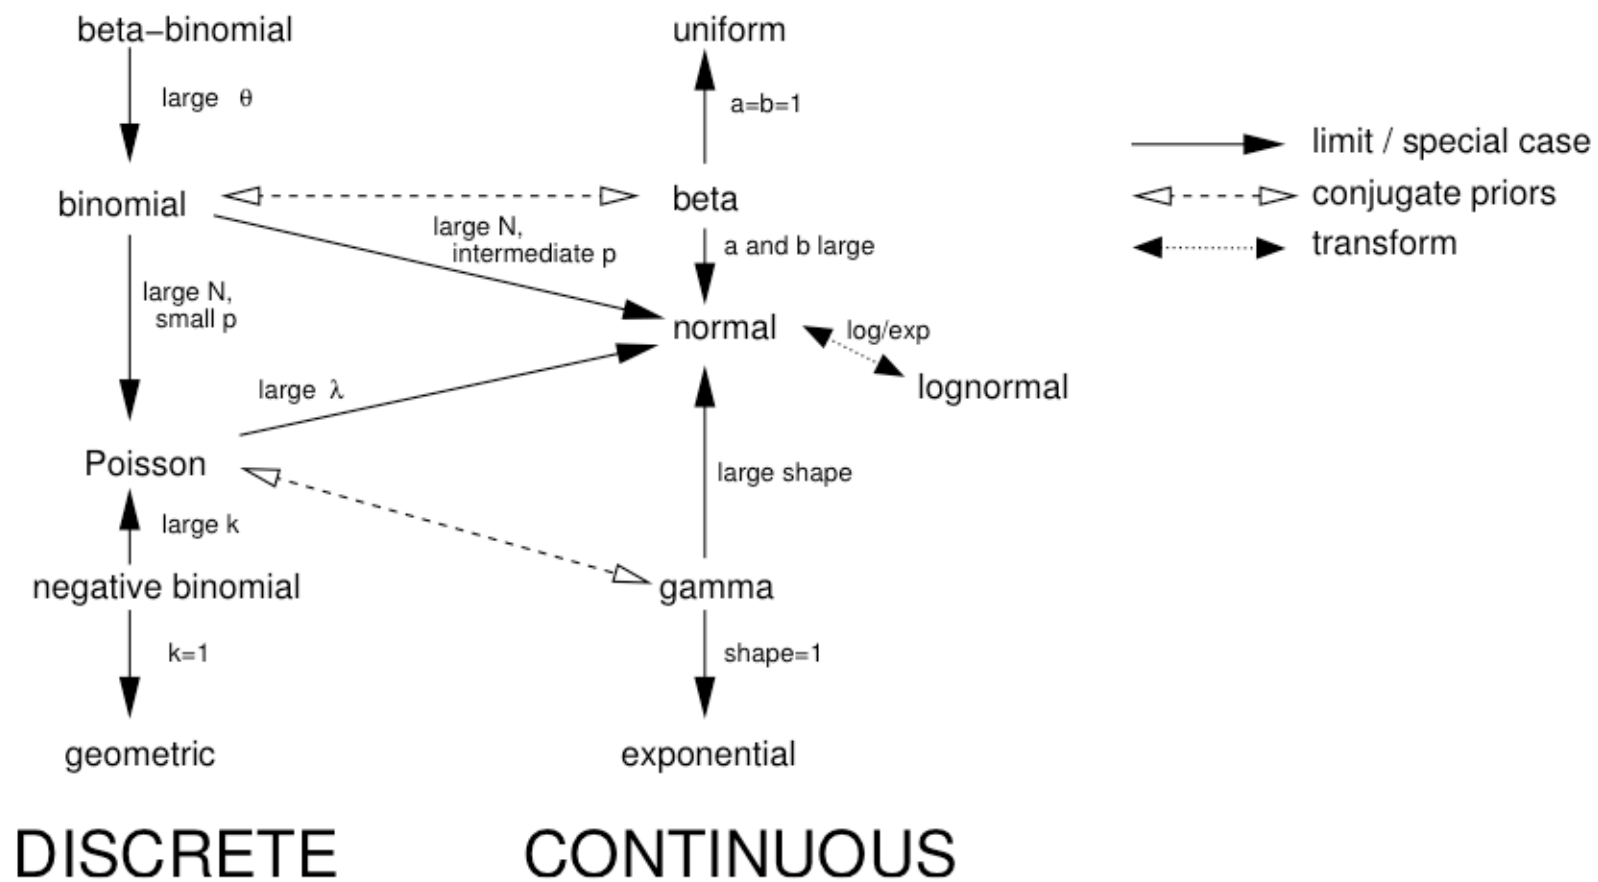 beta–binomial
uniform
large θ
a=b=1
limit / special case
binomial
beta
conjugate priors
large N,
intermediate p
a and b large
transform
large N,
small p
normal
log/exp
lognormal
large λ
Poisson
large shape
large k
negative binomial
gamma
k=1
shape=1
geometric
exponential
DISCRETE
CONTINUOUS